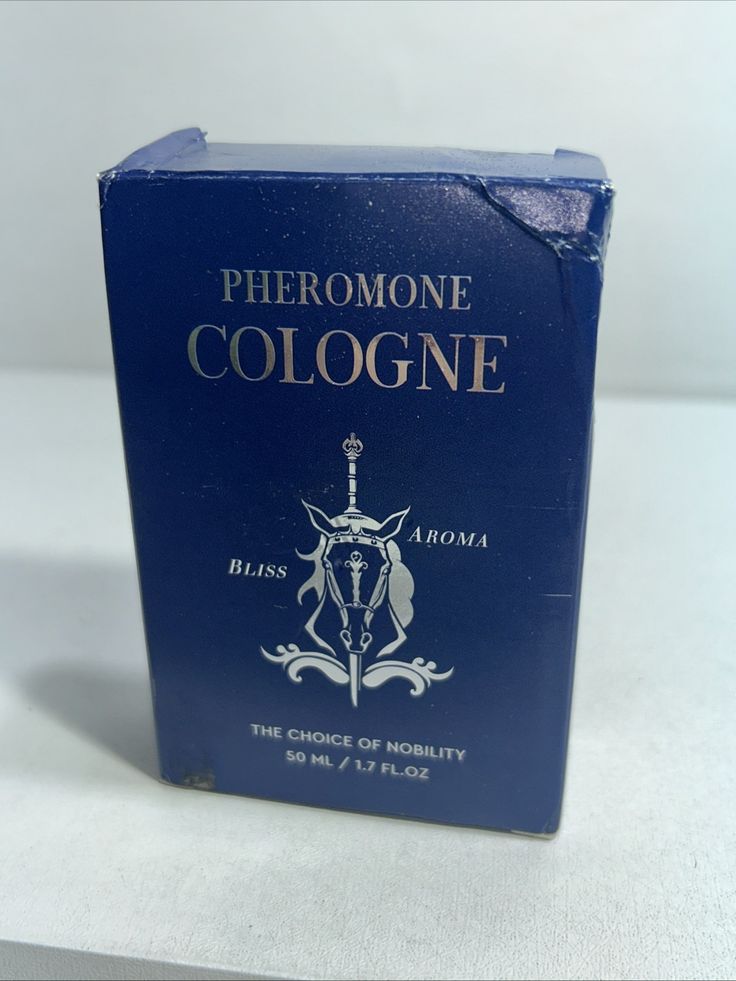 PHEROMONE
COLOGNE
AROMA
BLISS
THE CHOICE OF NOBILITY
50 ML / 1.7 FL.OZ